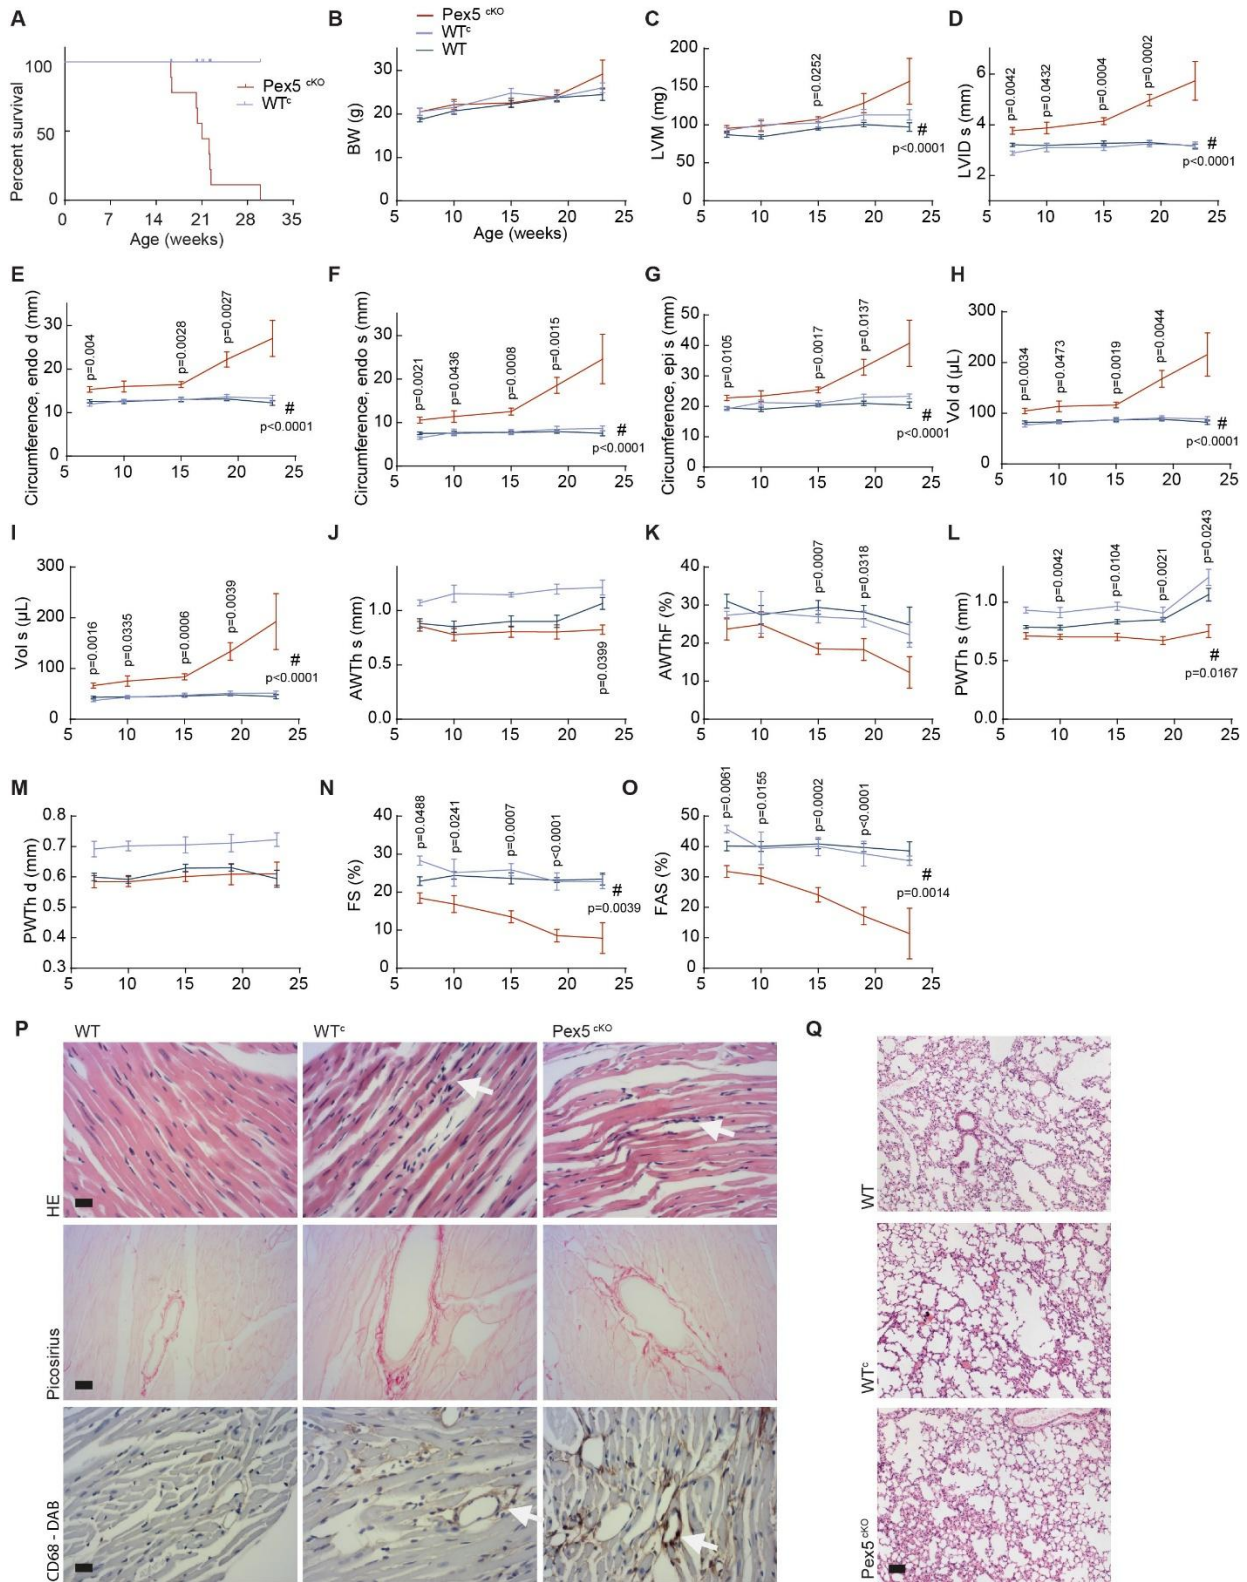 A
Percent survival
100
50
0
0 7 14 21 28 35
Age (weeks)
Pex5 cKO
WTc
B
Pex5 cKO
WTc
WT
BW (g)
30
20
10
0
5 10 15 20 25
Age (weeks)
C
LVM (mg)
200
150
100
50
0
p=0.0252
#
p<0.0001
5 10 15 20 25
D
LVID s (mm)
6
4
2
p=0.0042
p=0.0432
p=0.0004
p=0.0002
#
p<0.0001
5 10 15 20 25
E
Circumference, endo d (mm)
30
20
10
0
p=0.004
p=0.0028
p=0.0027
#
p<0.0001
5 10 15 20 25
F
Circumference, endo s (mm)
30
20
10
0
p=0.0021
p=0.0436
p=0.0008
p=0.0015
#
p<0.0001
5 10 15 20 25
G
Circumference, epi s (mm)
50
40
30
20
10
0
p=0.0105
p=0.0017
p=0.0137
#
p<0.0001
5 10 15 20 25
H
Vol d (µL)
300
200
100
0
p=0.0034
p=0.0473
p=0.0019
p=0.0044
#
p<0.0001
5 10 15 20 25
I
Vol s (µL)
300
200
100
0
p=0.0016
p=0.0335
p=0.0006
p=0.0039
#
p<0.0001
5 10 15 20 25
J
AWTh s (mm)
1.0
0.5
0.0
p=0.0399
5 10 15 20 25
K
AWThF (%)
40
30
20
10
0
p=0.0007
p=0.0318
5 10 15 20 25
L
PWTh s (mm)
1.0
0.5
0.0
p=0.0042
p=0.0104
p=0.0021
p=0.0243
#
p=0.0167
5 10 15 20 25
M
PWTh d (mm)
0.8
0.7
0.6
0.5
0.4
0.3
5 10 15 20 25
N
FS (%)
40
30
20
10
0
p=0.0488
p=0.0241
p=0.0007
p<0.0001
#
p=0.0039
5 10 15 20 25
O
FAS (%)
50
40
30
20
10
0
p=0.0061
p=0.0155
p=0.0002
p<0.0001
#
p=0.0014
5 10 15 20 25
P
WT
WTc
Pex5 cKO
HE
Picosirius
CD68 - DAB
Q
WT
WTc
Pex5 cKO